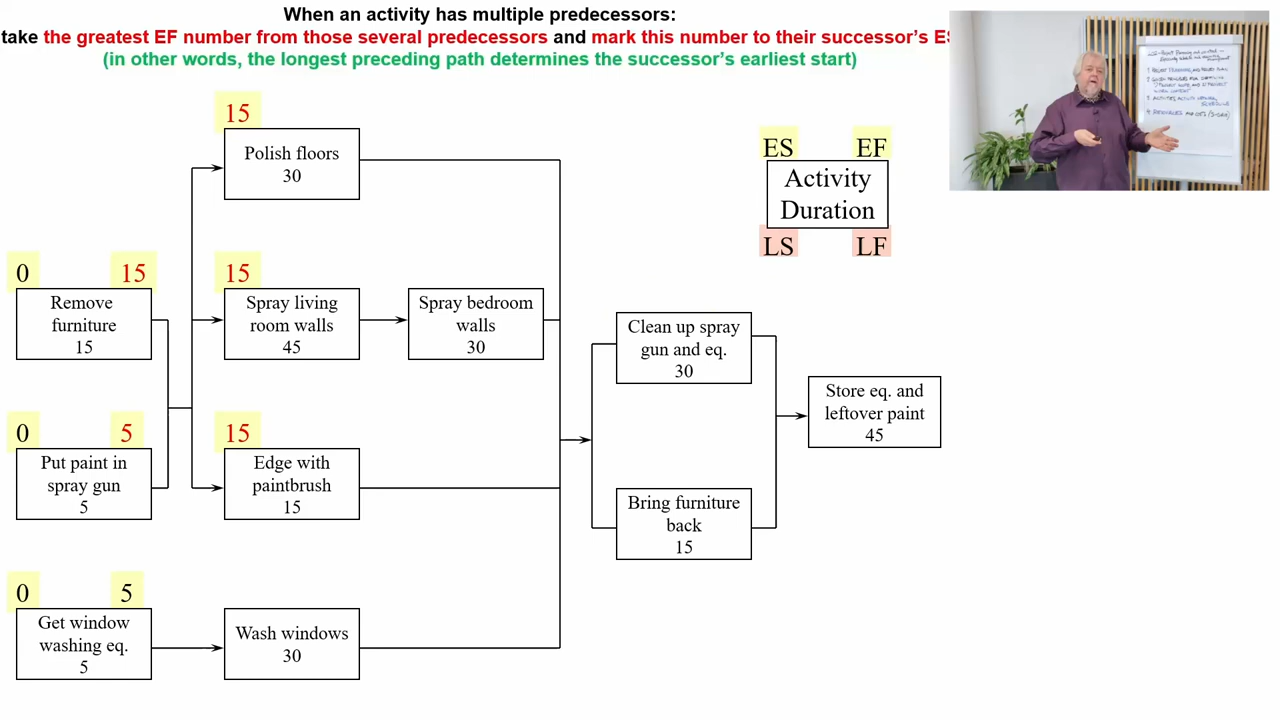 When an activity has multiple predecessors:
take the greatest EF number from those several predecessors and mark this number to their successor's ES
(in other words, the longest preceding path determines the successor's earliest start)
15
Polish floors
30
ES EF
Activity
Duration
LS LF
0 15
Remove
furniture
15
15
Spray living
room walls
45
Spray bedroom
walls
30
Clean up spray
gun and eq.
30
Store eq. and
leftover paint
45
0 5
Put paint in
spray gun
5
15
Edge with
paintbrush
15
Bring furniture
back
15
0 5
Get window
washing eq.
5
Wash windows
30